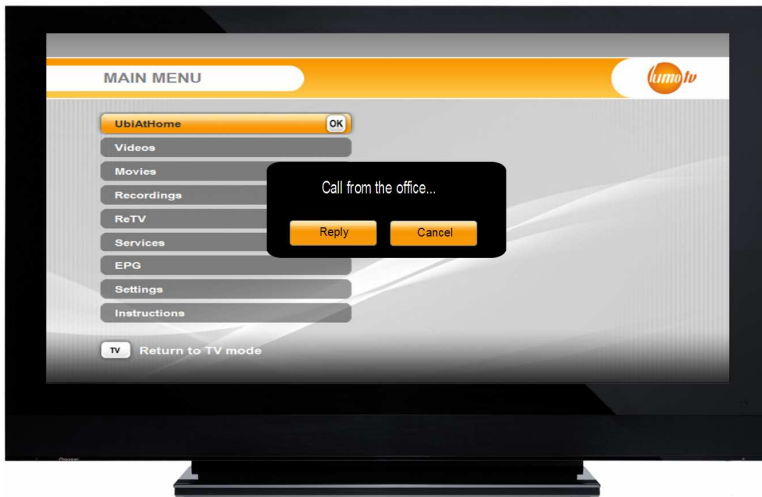 MAIN MENU
lumo tv
UbiAtHome OK
Videos
Movies
Recordings
ReTV
Services
EPG
Settings
Instructions
Call from the office...
Reply Cancel
TV Return to TV mode
Pioneer